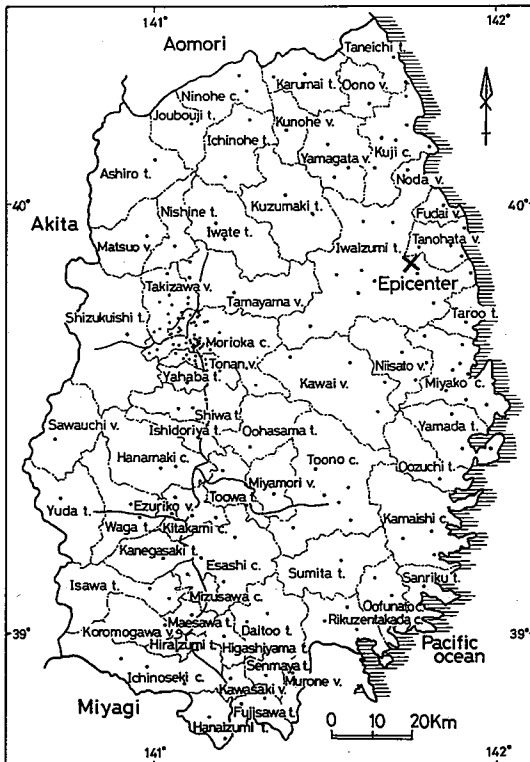 141°
142°
Aomori
Taneichi t.
Karumai t.
Oono v.
Ninohe c.
Joubouji t.
Kunohe v.
Ichinohe t.
Kuji c.
Yamagata v.
Ashiro t.
Noda v.
40°
40°
Kuzumaki t.
Nishine t.
Fudai v.
Akita
Iwate t.
Iwaizumi t.
Tanohata v.
Matsuo v.
Epicenter
Takizawa v.
Tamayama v.
Taroo t.
Shizukuishi t.
Morioka c.
Tonan v.
Niisato v.
Yahaba t.
Kawai v.
Miyako c.
Shiwa t.
Yamada t.
Sawauchi v.
Ishidoriya t.
Oohasama t.
Hanamaki c.
Toono c.
Oozuchi t.
Miyamori v.
Toowa t.
Yuda t.
Ezuriko v.
Waga t.
Kitakami c.
Kamaishi c.
Kanegasaki t.
Esashi c.
Sumita t.
Isawa t.
Sanriku t.
Mizusawa c.
Oofunato c.
Maesawa t.
Rikuzentakada c.
39°
39°
Koromogawa v.
Daitoo t.
Hiraizumi t.
Higashiyama t.
Pacific
ocean
Senmaya t.
Ichinoseki c.
Murone v.
Kawasaki v.
Miyagi
Fujisawa t.
Hanaizumi t.
0 10 20Km
141°
142°